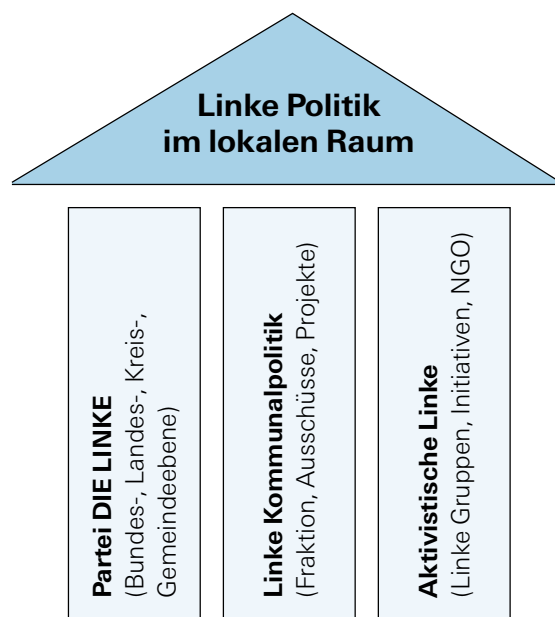 Linke Politik
im lokalen Raum
Partei DIE LINKE
(Bundes-, Landes-, Kreis-,
Gemeindeebene)
Linke Kommunalpolitik
(Fraktion, Ausschüsse, Projekte)
Aktivistische Linke
(Linke Gruppen, Initiativen, NGO)